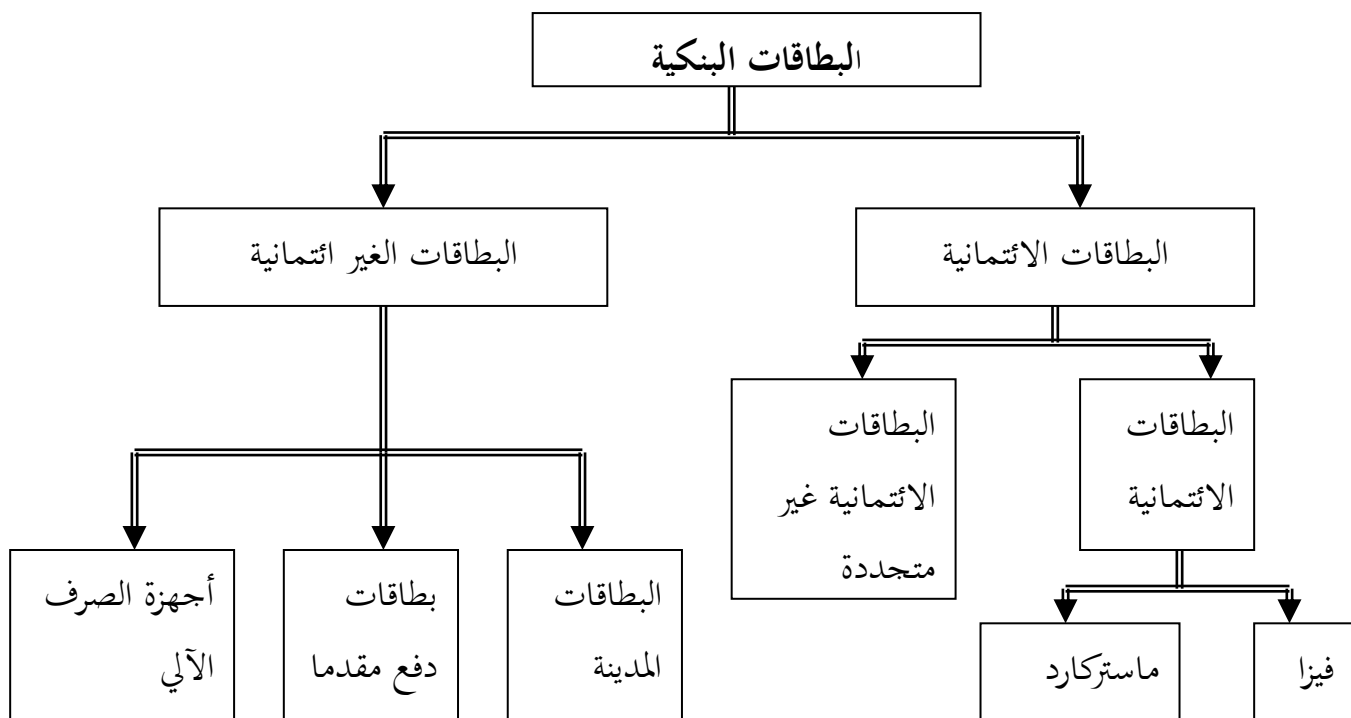 البطاقات البنكية
البطاقات الائتمانية
البطاقات الغير ائتمانية
البطاقات
الائتمانية
البطاقات
الائتمانية غير
متجددة
فيزا
ماستركارد
البطاقات
المدينة
بطاقات
دفع مقدما
أجهزة الصرف
الآلي